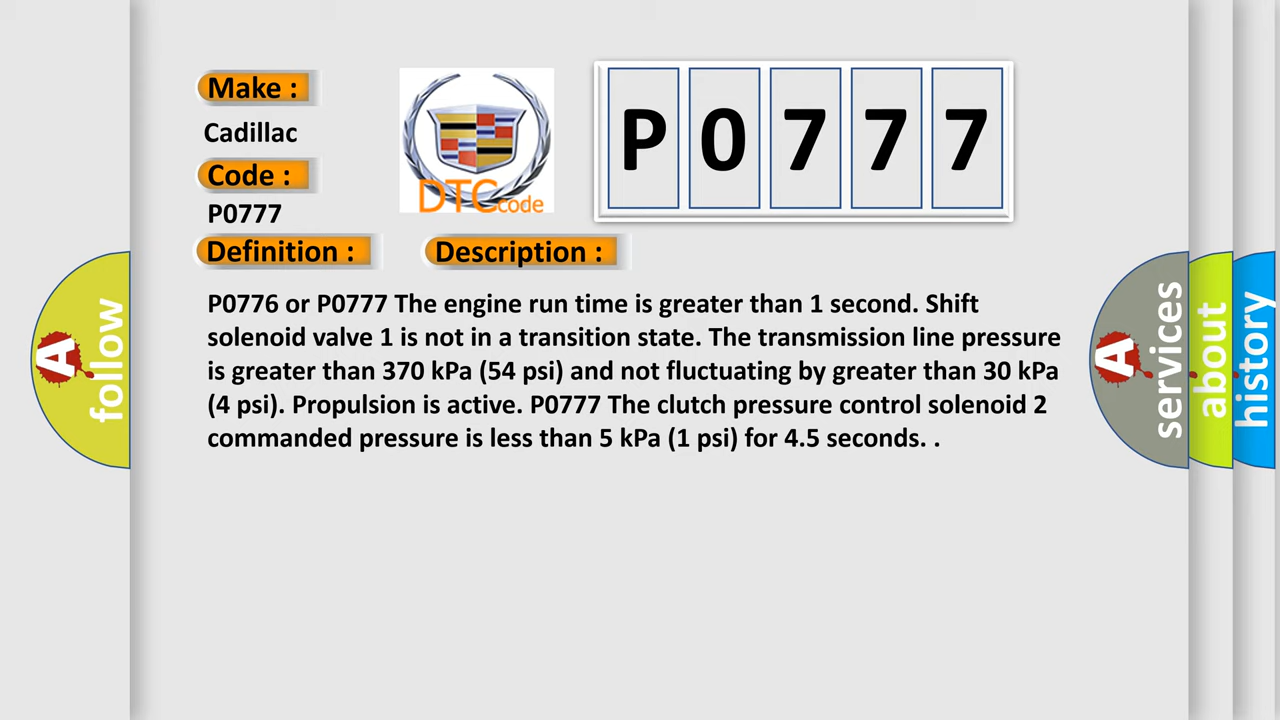 Make :
Cadillac
Code :
P0777
Definition :
Description :
DTCcode
P0777
P0776 or P0777 The engine run time is greater than 1 second. Shift
solenoid valve 1 is not in a transition state. The transmission line pressure
is greater than 370 kPa (54 psi) and not fluctuating by greater than 30 kPa
(4 psi). Propulsion is active. P0777 The clutch pressure control solenoid 2
commanded pressure is less than 5 kPa (1 psi) for 4.5 seconds. .
A follow
A services
about
history